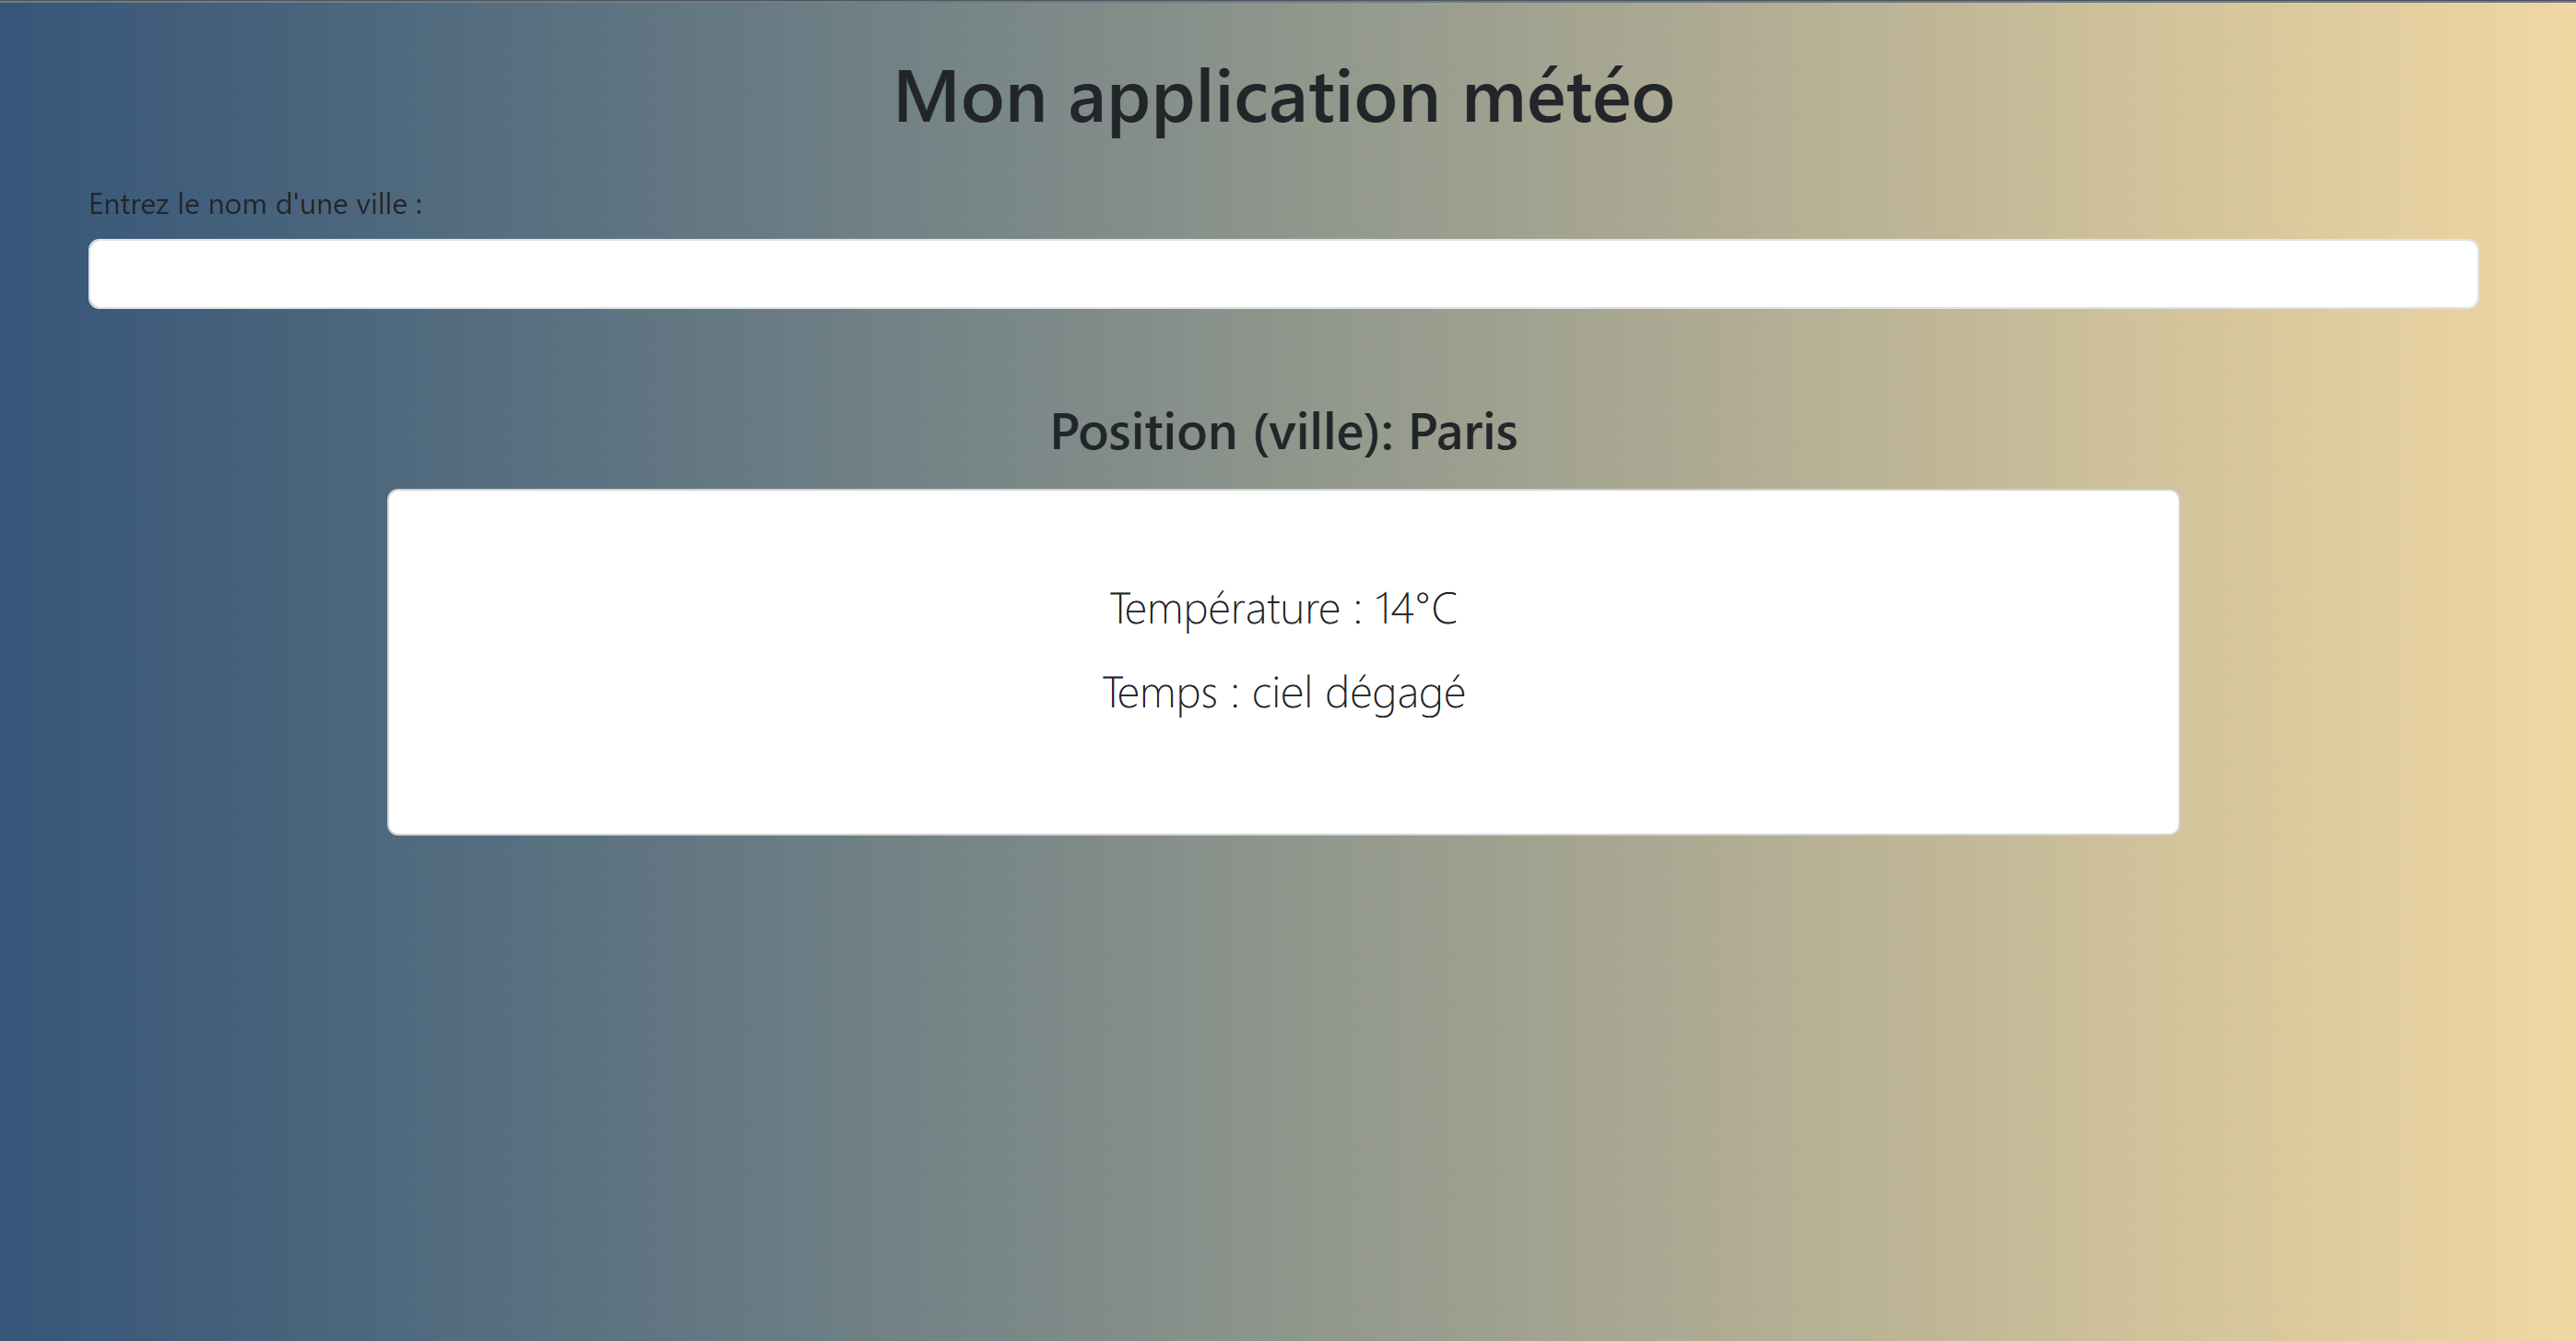 Mon application météo
Entrez le nom d'une ville :
Position (ville): Paris
Température : 14°C
Temps : ciel dégagé